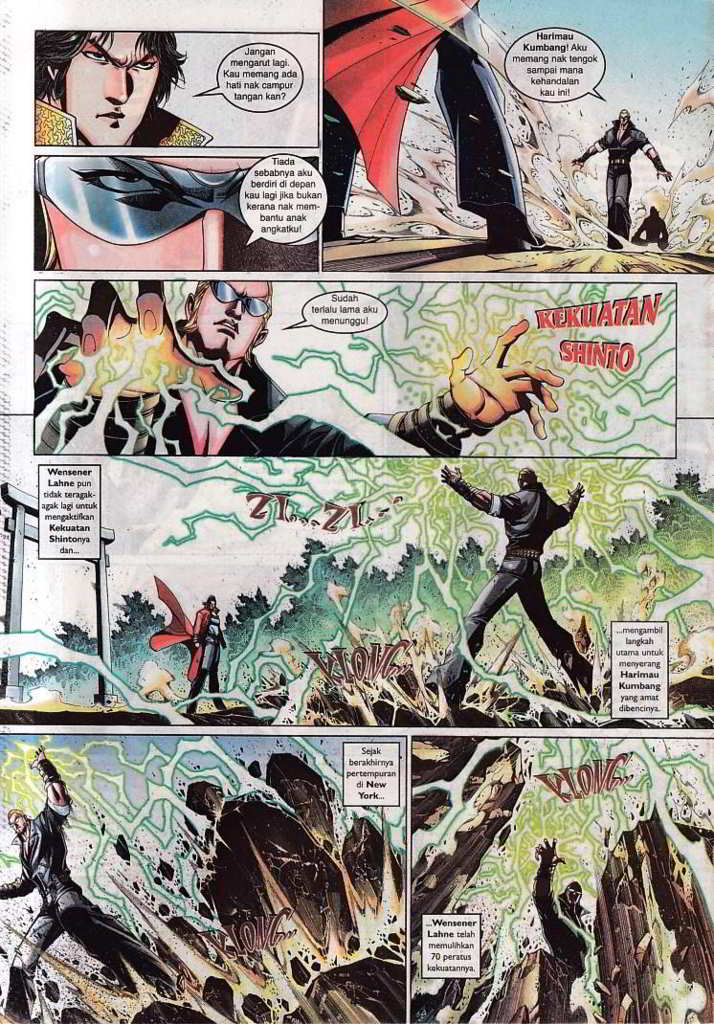 Jangan
mengarut lagi.
Kau memang ada
hati nak campur
tangan kan?
Tiada
sebabnya aku
berdiri di depan
kau lagi jika bukan
kerana nak mem-
bantu anak
angkatku!
Harimau
Kumbang! Aku
memang nak tengok
sampai mana
kehandalan
kau ini!
Sudah
terlalu lama aku
menunggu!
KEKUATAN
SHINTO
Wensener
Lahne pun
tidak teragak-
agak lagi untuk
mengaktifkan
Kekuatan
Shintonya
dan...
ZI...ZI...
KLONG...
...mengambil
langkah
utama untuk
menyerang
Harimau
Kumbang
yang amat
dibencinya.
Sejak
berakhirnya
pertempuran
di New
York...
KLONG...
KLONG...
...Wensener
Lahne telah
memulihkan
70 peratus
kekuatannya.